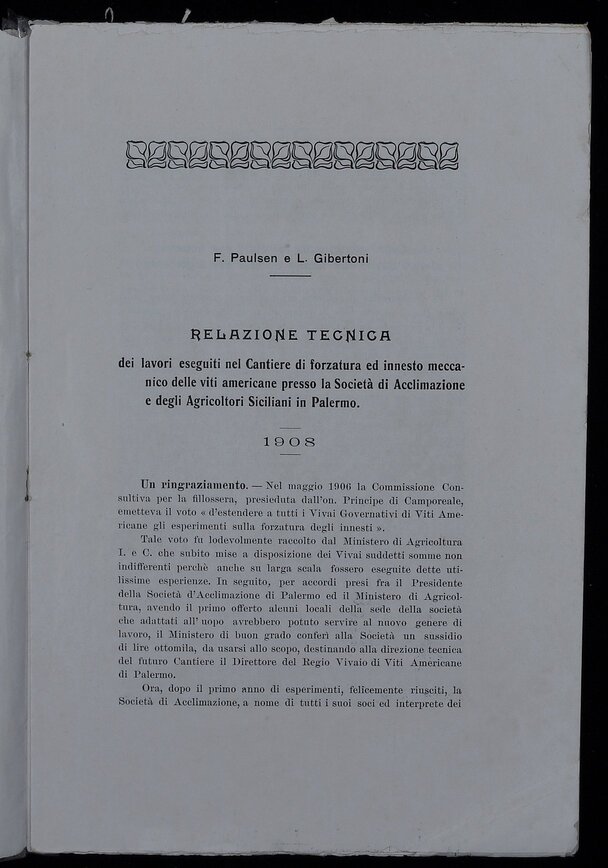 F. Paulsen e L. Gibertoni
RELAZIONE TECNICA
dei lavori eseguiti nel Cantiere di forzatura ed innesto mecca-
nico delle viti americane presso la Società di Acclimazione
e degli Agricoltori Siciliani in Palermo.
1908
Un ringraziamento. — Nel maggio 1906 la Commissione Con-
sultiva per la fillossera, presieduta dall'on. Principe di Camporeale,
emetteva il voto « d'estendere a tutti i Vivai Governativi di Viti Ame-
ricane gli esperimenti sulla forzatura degli innesti ».
Tale voto fu lodevolmente raccolto dal Ministero di Agricoltura
I. e C. che subito mise a disposizione dei Vivai suddetti somme non
indifferenti perchè anche su larga scala fossero eseguite dette uti-
lissime esperienze. In seguito, per accordi presi fra il Presidente
della Società d'Acclimazione di Palermo ed il Ministero di Agricol-
tura, avendo il primo offerto alcuni locali della sede della società
che adattati all'uopo avrebbero potuto servire al nuovo genere di
lavoro, il Ministero di buon grado conferì alla Società un sussidio
di lire ottomila, da usarsi allo scopo, destinando alla direzione tecnica
del futuro Cantiere il Direttore del Regio Vivaio di Viti Americane
di Palermo.
Ora, dopo il primo anno di esperimenti, felicemente riusciti, la
Società di Acclimazione, a nome di tutti i suoi soci ed interprete dei